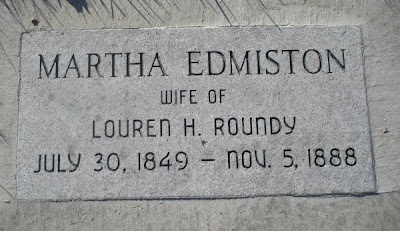 MARTHA EDMISTON
WIFE OF
LOUREN H. ROUNDY
JULY 30, 1849 – NOV. 5, 1888